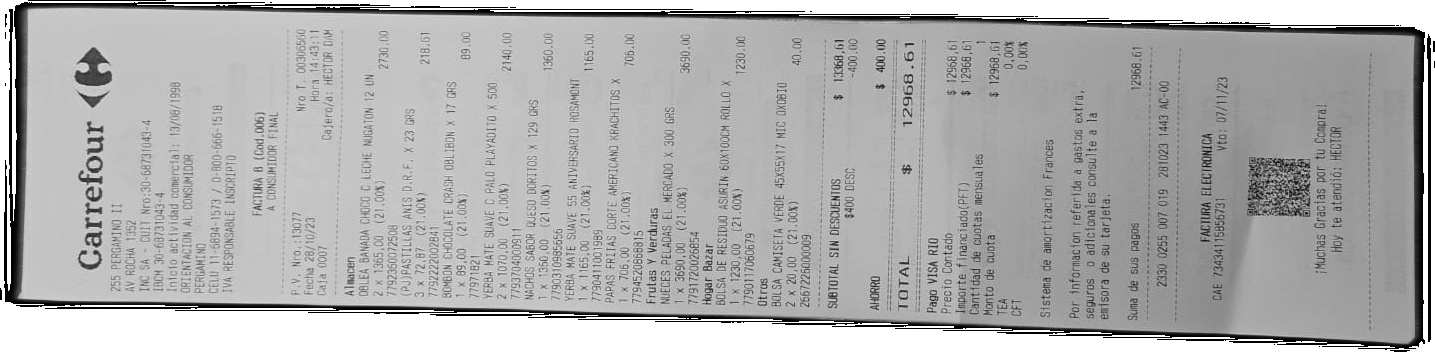 Carrefour
255 PERGAMINO II
AV ROCHA 1352
INC SA - CUIT Nro:30-68731043-4
IBCM 30-68731043-4
Inicio actividad comercial: 13/08/1998
ORIENTACION AL CONSUMIDOR
PERGAMINO
CELU 11-6894-1573 / 0-800-666-1518
IVA RESPONSABLE INSCRIPTO
FACTURA B (Cod.006)
A CONSUMIDOR FINAL
P.V. Nro.:13077 Nro T. 00306560
Fecha 28/10/23 Hora 14:43:11
Caja 0007 Cajero/a: HECTOR DAM
Almacen
OBLEA BANADA CHOCO C LECHE NUGATON 12 UN
2 x 1365,00 (21.00%) 2730.00
7792635972508
(PJ)PASTILLAS ANIS D.R.F. X 23 GRS
3 x 72,87 (21.00%) 218.61
7792222002841
BOMBON CHOCOLATE CRASH OBLIBON X 17 GRS
1 x 89,00 (21.00%) 89.00
77971821
YERBA MATE SUAVE C PALO PLAYADITO X 500
2 x 1070,00 (21.00%) 2140.00
7793704000911
NACHOS SABOR QUESO DORITOS X 129 GRS
1 x 1360,00 (21.00%) 1360.00
7790310985656
YERBA MATE SUAVE 55 ANIVERSARIO ROSAMONT
1 x 1165,00 (21.00%) 1165.00
7790411001989
PAPAS FRITAS CORTE AMERICANO KRACHITOS X
1 x 706,00 (21.00%) 706.00
7794520868815
Frutas Y Verduras
NUECES PELADAS EL MERCADO X 300 GRS
1 x 3690,00 (21.00%) 3690.00
7791720026854
Hogar Bazar
BOLSA DE RESIDUO ASURIN 60X100CM ROLLO X
1 x 1230,00 (21.00%) 1230.00
7790117060679
Otros
BOLSA CAMISETA VERDE 45X55X17 MIC OXOBIO
2 x 20,00 (21.00%) 40.00
2667226000009
SUBTOTAL SIN DESCUENTOS $ 13368,61
$400 DESC -400.00
AHORRO $ 400.00
TOTAL $ 12968.61
Pago VISA RIO
Precio Contado $ 12968,61
Importe financiado(PFT) $ 12968,61
Cantidad de cuotas mensuales 1
Monto de cuota $ 12968,61
TEA 0,00%
CFT 0,00%
Sistema de amortizacion Frances
Por informacion referida a gastos extra,
seguros o adicionales consulte a la
emisora de su tarjeta.
Suma de sus pagos 12968.61
2330 0255 007 019 281023 1443 AC-00
FACTURA ELECTRONICA
CAE 73434115856731 Vto: 07/11/23
¡Muchas Gracias por tu Compra!
Hoy te atendió: HECTOR